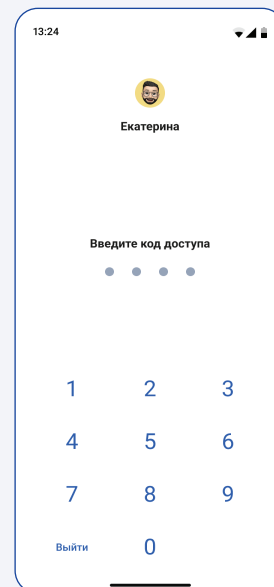 13:24
Екатерина
Введите код доступа
1 2 3
4 5 6
7 8 9
Выйти 0